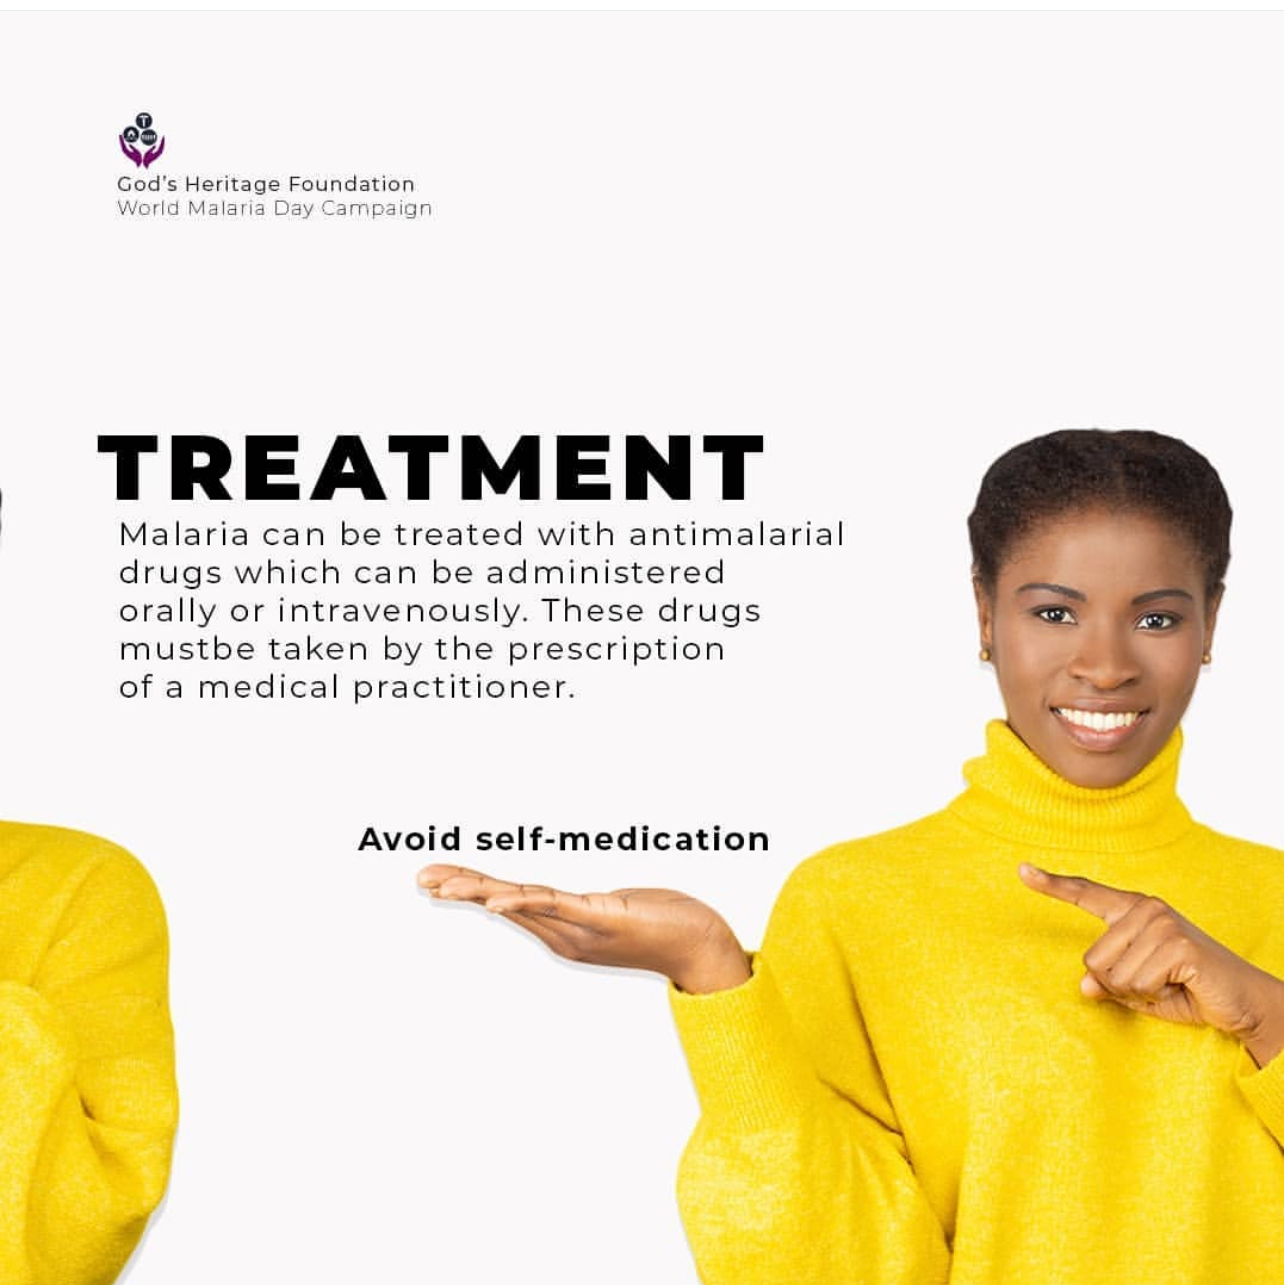 T
God's Heritage Foundation
World Malaria Day Campaign
TREATMENT
Malaria can be treated with antimalarial
drugs which can be administered
orally or intravenously. These drugs
mustbe taken by the prescription
of a medical practitioner.
Avoid self-medication